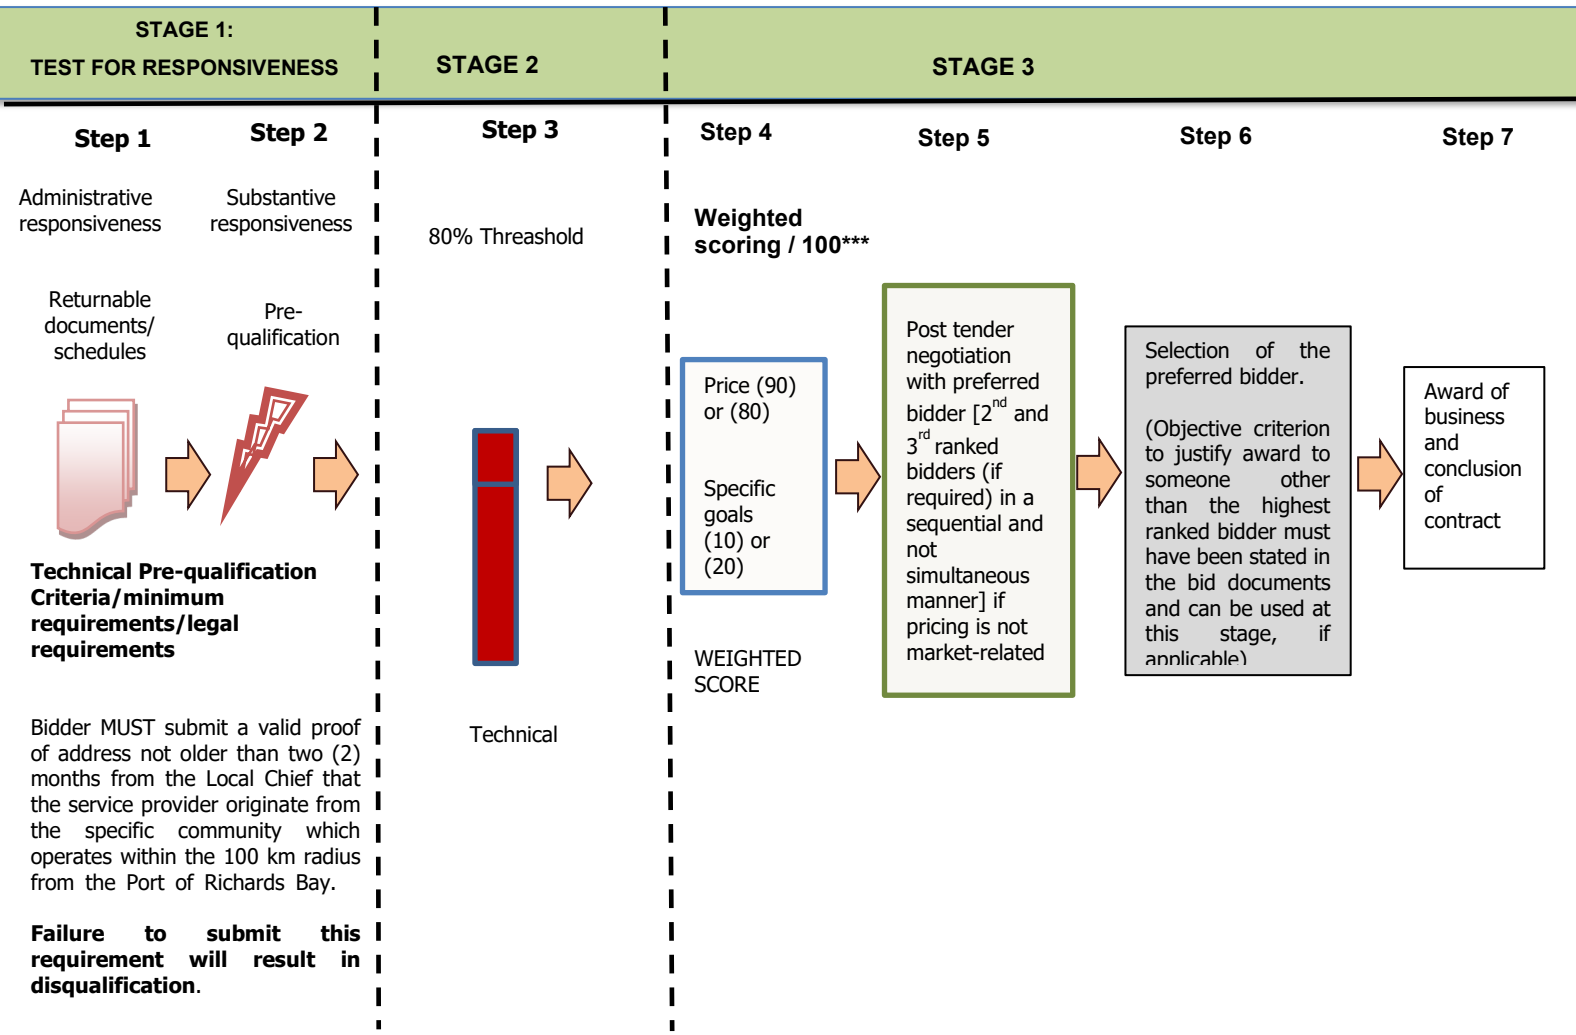 STAGE 1:
TEST FOR RESPONSIVENESS
STAGE 2
STAGE 3
Step 1
Step 2
Step 3
Step 4
Step 5
Step 6
Step 7
Administrative
responsiveness
Substantive
responsiveness
80% Threashold
Weighted
scoring / 100***
Returnable
documents/
schedules
Pre-
qualification
Price (90)
or (80)
Specific
goals
(10) or
(20)
Post tender
negotiation
with preferred
bidder [2nd and
3rd ranked
bidders (if
required) in a
sequential and
not
simultaneous
manner] if
pricing is not
market-related
Selection of the
preferred bidder.
(Objective criterion
to justify award to
someone other
than the highest
ranked bidder must
have been stated in
the bid documents
and can be used at
this stage, if
applicable)
Award of
business
and
conclusion
of
contract
Technical Pre-qualification
Criteria/minimum
requirements/legal
requirements
WEIGHTED
SCORE
Technical
Bidder MUST submit a valid proof
of address not older than two (2)
months from the Local Chief that
the service provider originate from
the specific community which
operates within the 100 km radius
from the Port of Richards Bay.
Failure to submit this
requirement will result in
disqualification.